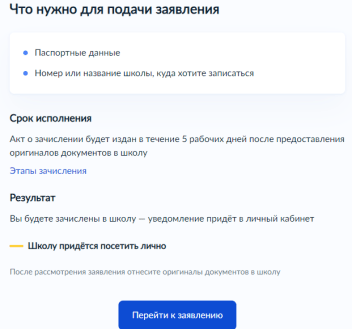 Что нужно для подачи заявления
Паспортные данные
Номер или название школы, куда хотите записаться
Срок исполнения
Акт о зачислении будет издан в течение 5 рабочих дней после предоставления
оригиналов документов в школу
Этапы зачисления
Результат
Вы будете зачислены в школу — уведомление придёт в личный кабинет
Школу придётся посетить лично
После рассмотрения заявления отнесите оригиналы документов в школу
Перейти к заявлению